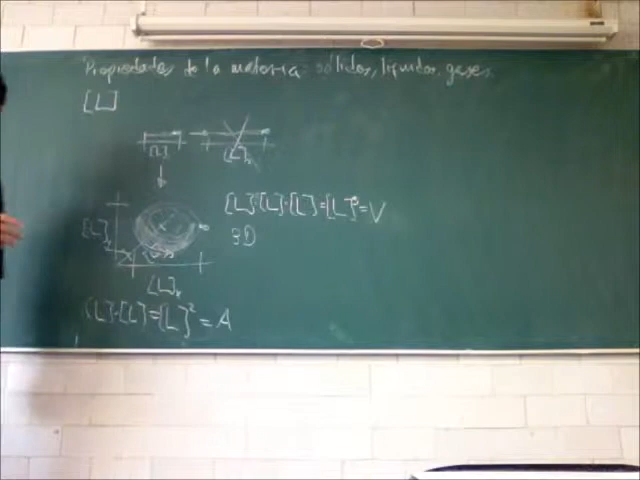 Propiedades de la materia sólidos, líquidos, gases.
[L]
[L]x
[L]·[L]·[L]=[L]³=V
3D
[L]y
[L]x
[L]·[L]=[L]²=A